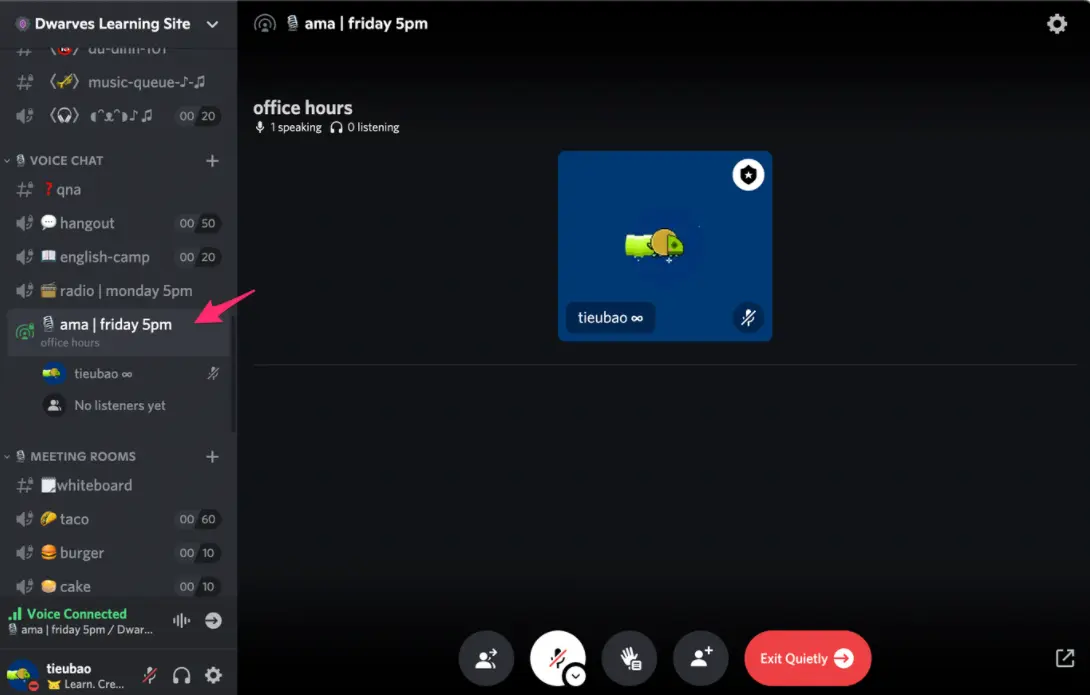 Dwarves Learning Site
du-dinh-101
music-queue-♪-♫
♪♫ 00 20
VOICE CHAT
❓qna
💬hangout 00 50
📖english-camp 00 20
radio | monday 5pm
ama | friday 5pm
office hours
tieubao ∞
No listeners yet
MEETING ROOMS
whiteboard
🌮taco 00 60
🍔burger 00 10
cake 00 10
Voice Connected
ama | friday 5pm / Dwar...
tieubao
Learn. Cre...
ama | friday 5pm
office hours
1 speaking 0 listening
tieubao ∞
Exit Quietly